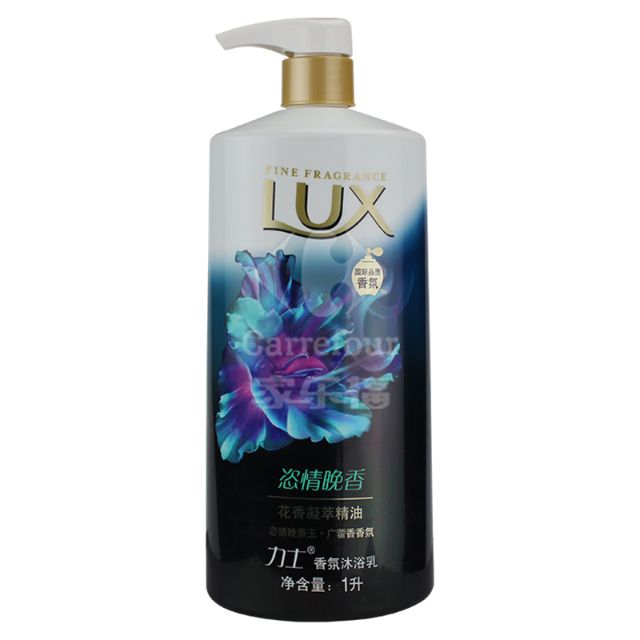 FINE FRAGRANCE
LUX
国际品质
香氛
TM
Carrefour
家乐福
恣情晚香
花香凝萃精油
恣情晚香玉·广藿香香氛
力士® 香氛沐浴乳
净含量：1升